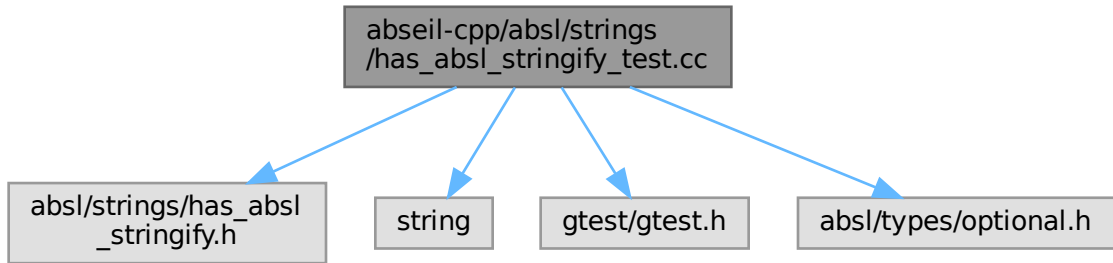 abseil-cpp/absl/strings
/has_absl_stringify_test.cc
absl/strings/has_absl
_stringify.h
string
gtest/gtest.h
absl/types/optional.h